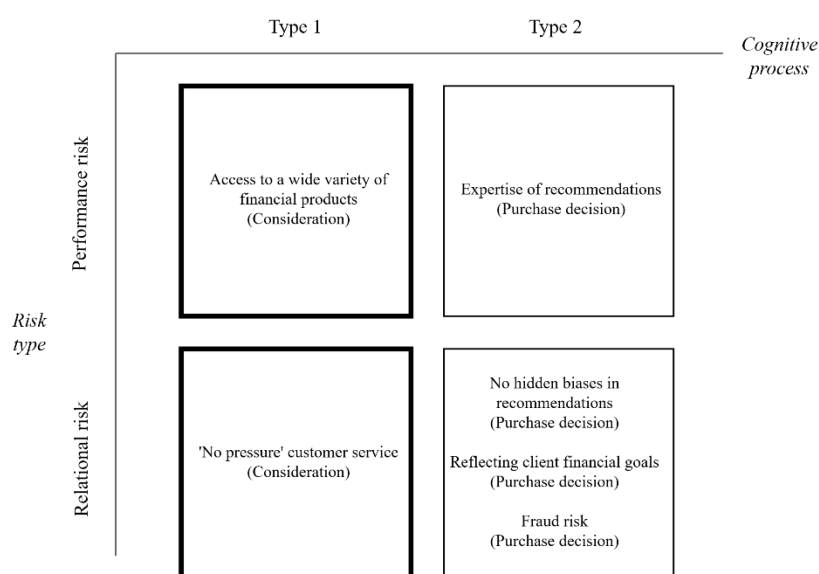 Type 1
Type 2
Cognitive
process
Performance risk
Access to a wide variety of
financial products
(Consideration)
Expertise of recommendations
(Purchase decision)
Risk
type
Relational risk
'No pressure' customer service
(Consideration)
No hidden biases in
recommendations
(Purchase decision)
Reflecting client financial goals
(Purchase decision)
Fraud risk
(Purchase decision)